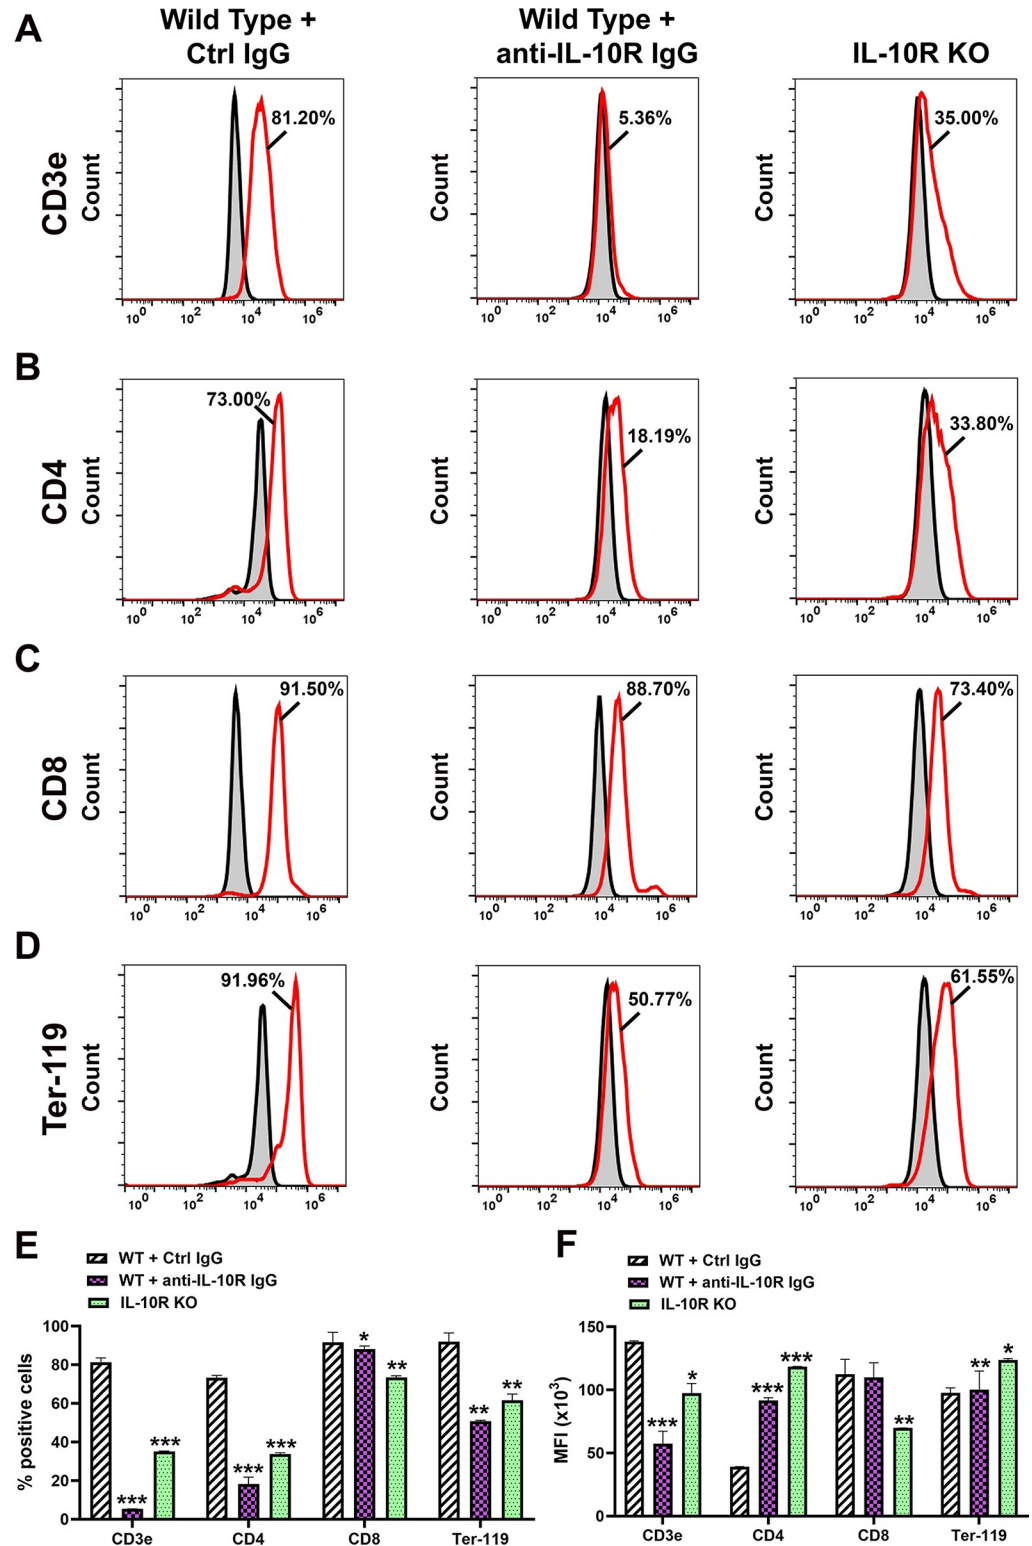 A
Wild Type +
Ctrl IgG
Wild Type +
anti-IL-10R IgG
IL-10R KO
CD3e
Count
81.20%
10^0 10^2 10^4 10^6
Count
5.36%
10^0 10^2 10^4 10^6
Count
35.00%
10^0 10^2 10^4 10^6
B
CD4
Count
73.00%
10^0 10^2 10^4 10^6
Count
18.19%
10^0 10^2 10^4 10^6
Count
33.80%
10^0 10^2 10^4 10^6
C
CD8
Count
91.50%
10^0 10^2 10^4 10^6
Count
88.70%
10^0 10^2 10^4 10^6
Count
73.40%
10^0 10^2 10^4 10^6
D
Ter-119
Count
91.96%
10^0 10^2 10^4 10^6
Count
50.77%
10^0 10^2 10^4 10^6
Count
61.55%
10^0 10^2 10^4 10^6
E
WT + Ctrl IgG
WT + anti-IL-10R IgG
IL-10R KO
% positive cells
100
80
60
40
20
0
*** *** *** *** * ** ** **
CD3e CD4 CD8 Ter-119
F
WT + Ctrl IgG
WT + anti-IL-10R IgG
IL-10R KO
MFI (x10^3)
150
100
50
0
*** * *** *** ** ** *
CD3e CD4 CD8 Ter-119